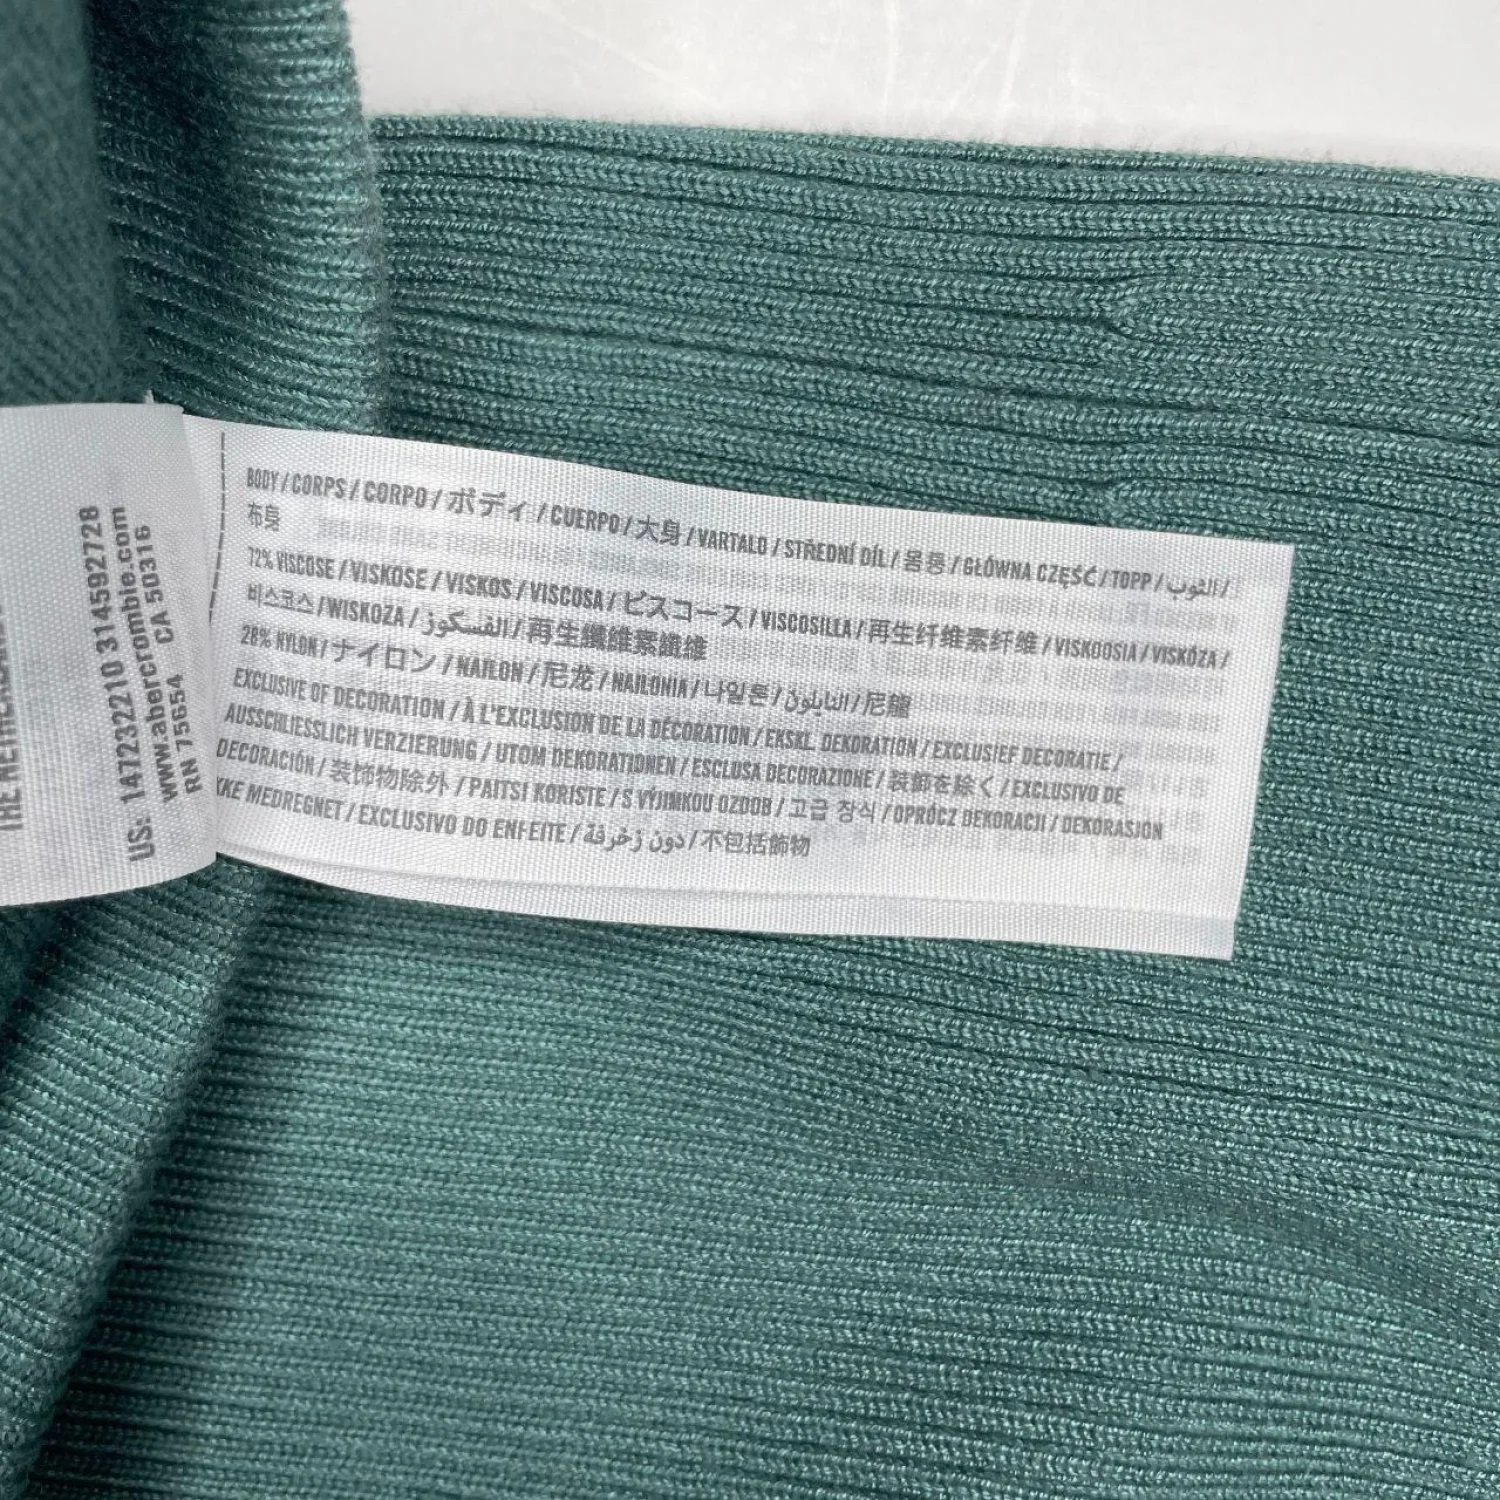 BODY / CORPS / CORPO / ボディ / CUERPO / 大身 / VARTALO / STŘEDNÍ DÍL / 몸통 / GŁÓWNA CZĘŚĆ / TOPP / الثوب /
布身
72% VISCOSE / VISKOSE / VISKOS / VISCOSA / ビスコース / VISCOSILLA / 再生纤维素纤维 / VISKOOSIA / VISKÓZA /
비스코스 / WISKOZA / الفسكوز / 再生纖維素纖維
28% NYLON / ナイロン / NAILON / 尼龙 / NAILONIA / 나일론 / النايلون / 尼龍
EXCLUSIVE OF DECORATION / À L'EXCLUSION DE LA DÉCORATION / EKSKL. DEKORATION / EXCLUSIEF DECORATIE /
AUSSCHLIESSLICH VERZIERUNG / UTOM DEKORATIONEN / ESCLUSA DECORAZIONE / 装飾を除く / EXCLUSIVO DE
DECORACIÓN / 装饰物除外 / PAITSI KORISTE / S VÝJIMKOU OZDOB / 고급 장식 / OPRÓCZ DEKORACJI / DEKORASJON
KKE MEDREGNET / EXCLUSIVO DO ENFEITE / دون زخرفة / 不包括飾物
US: 147232210 314592728
www.abercrombie.com
RN 75654 CA 50316